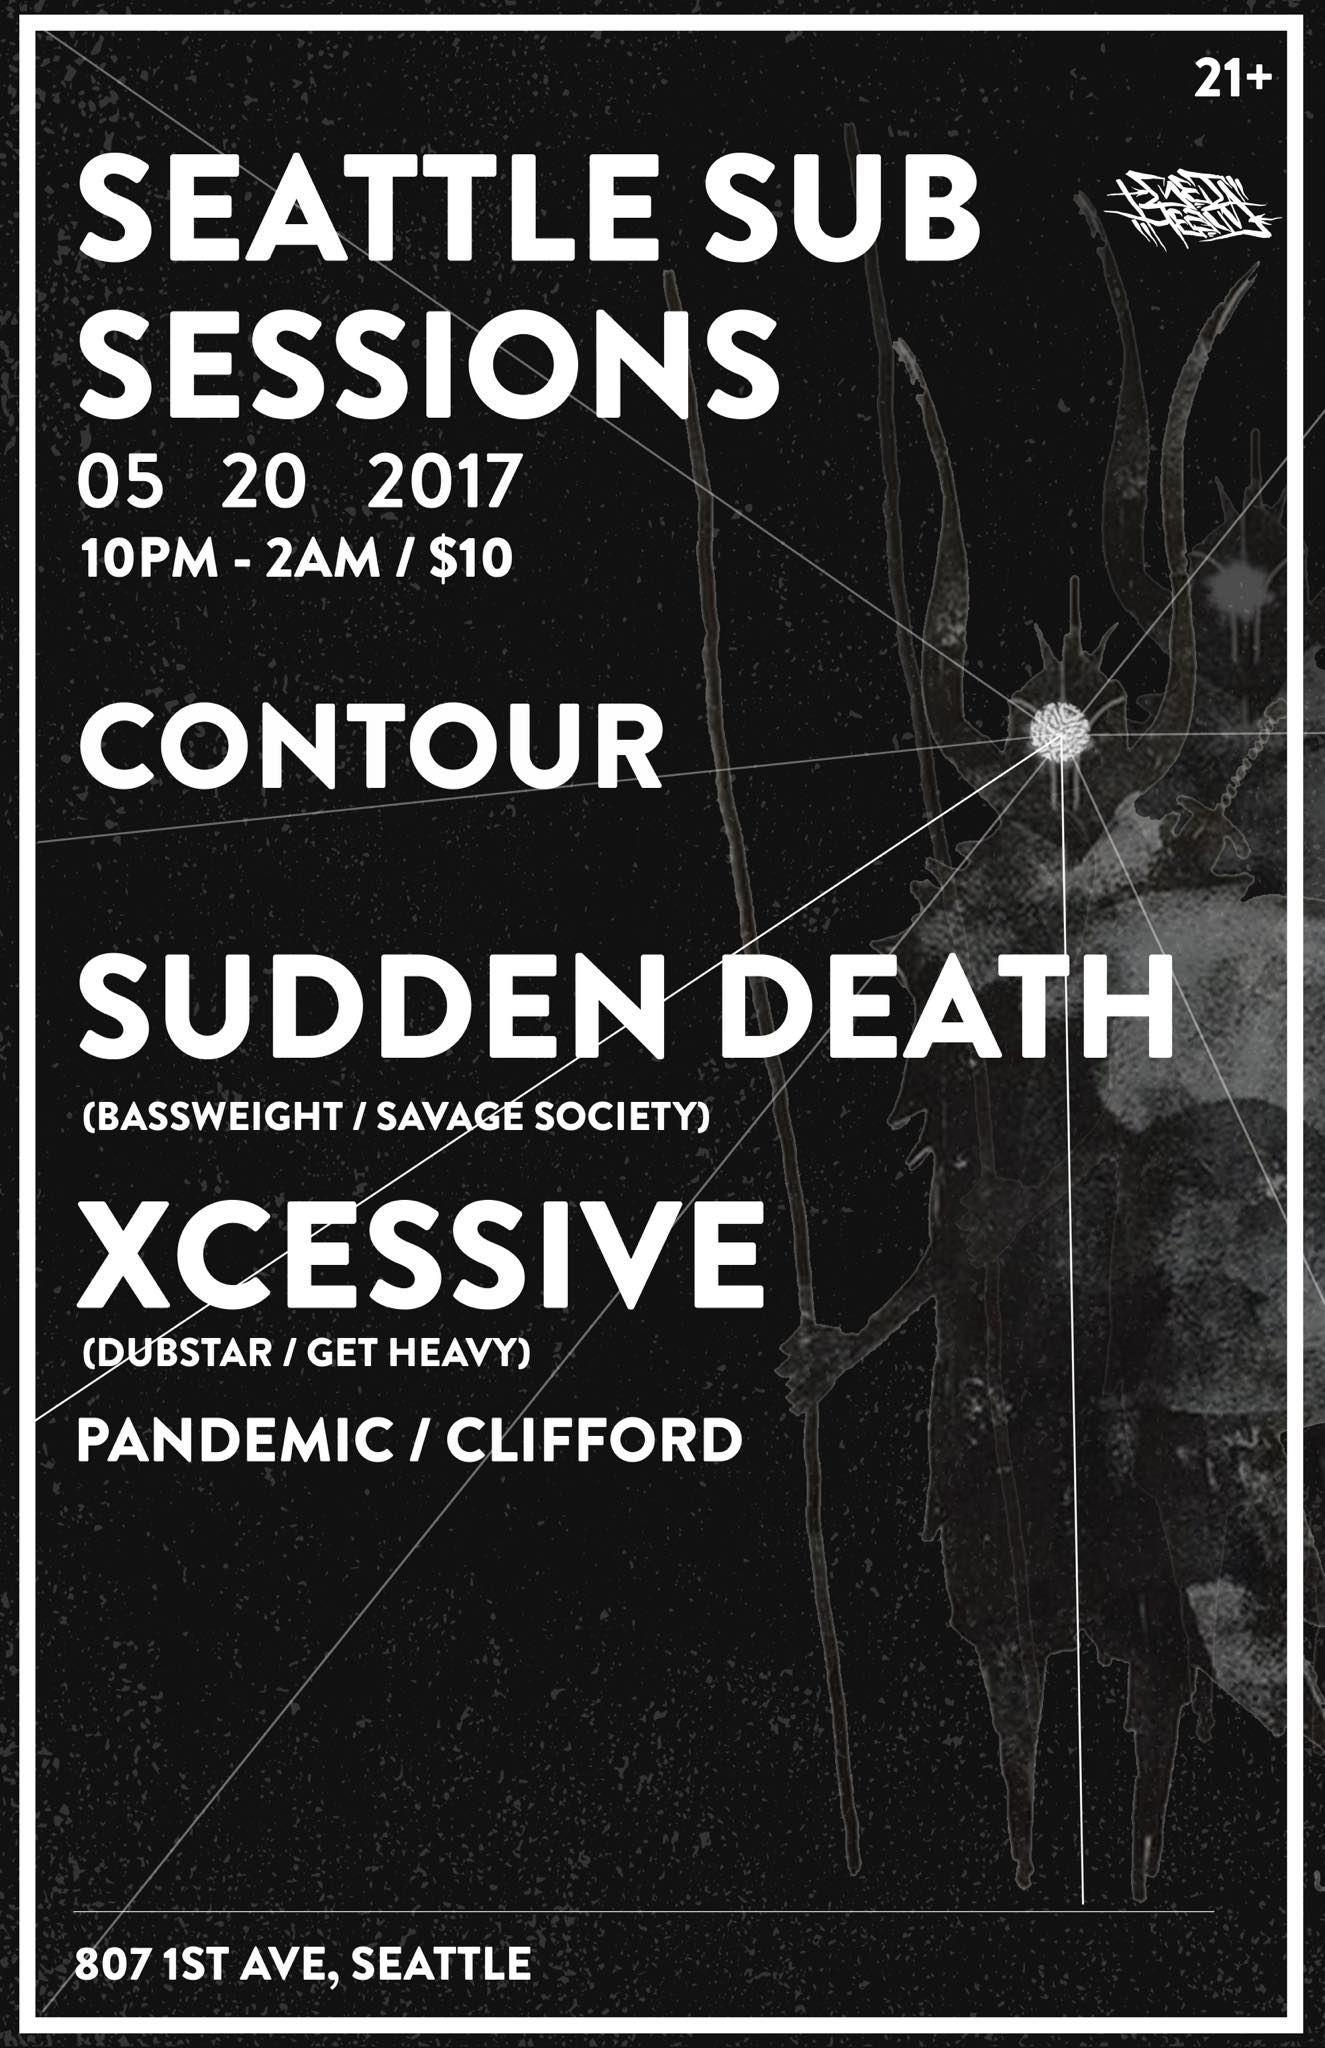 21+
SEATTLE SUB
SESSIONS
05 20 2017
10PM - 2AM / $10
CONTOUR
SUDDEN DEATH
(BASSWEIGHT / SAVAGE SOCIETY)
XCESSIVE
(DUBSTAR / GET HEAVY)
PANDEMIC / CLIFFORD
807 1ST AVE, SEATTLE